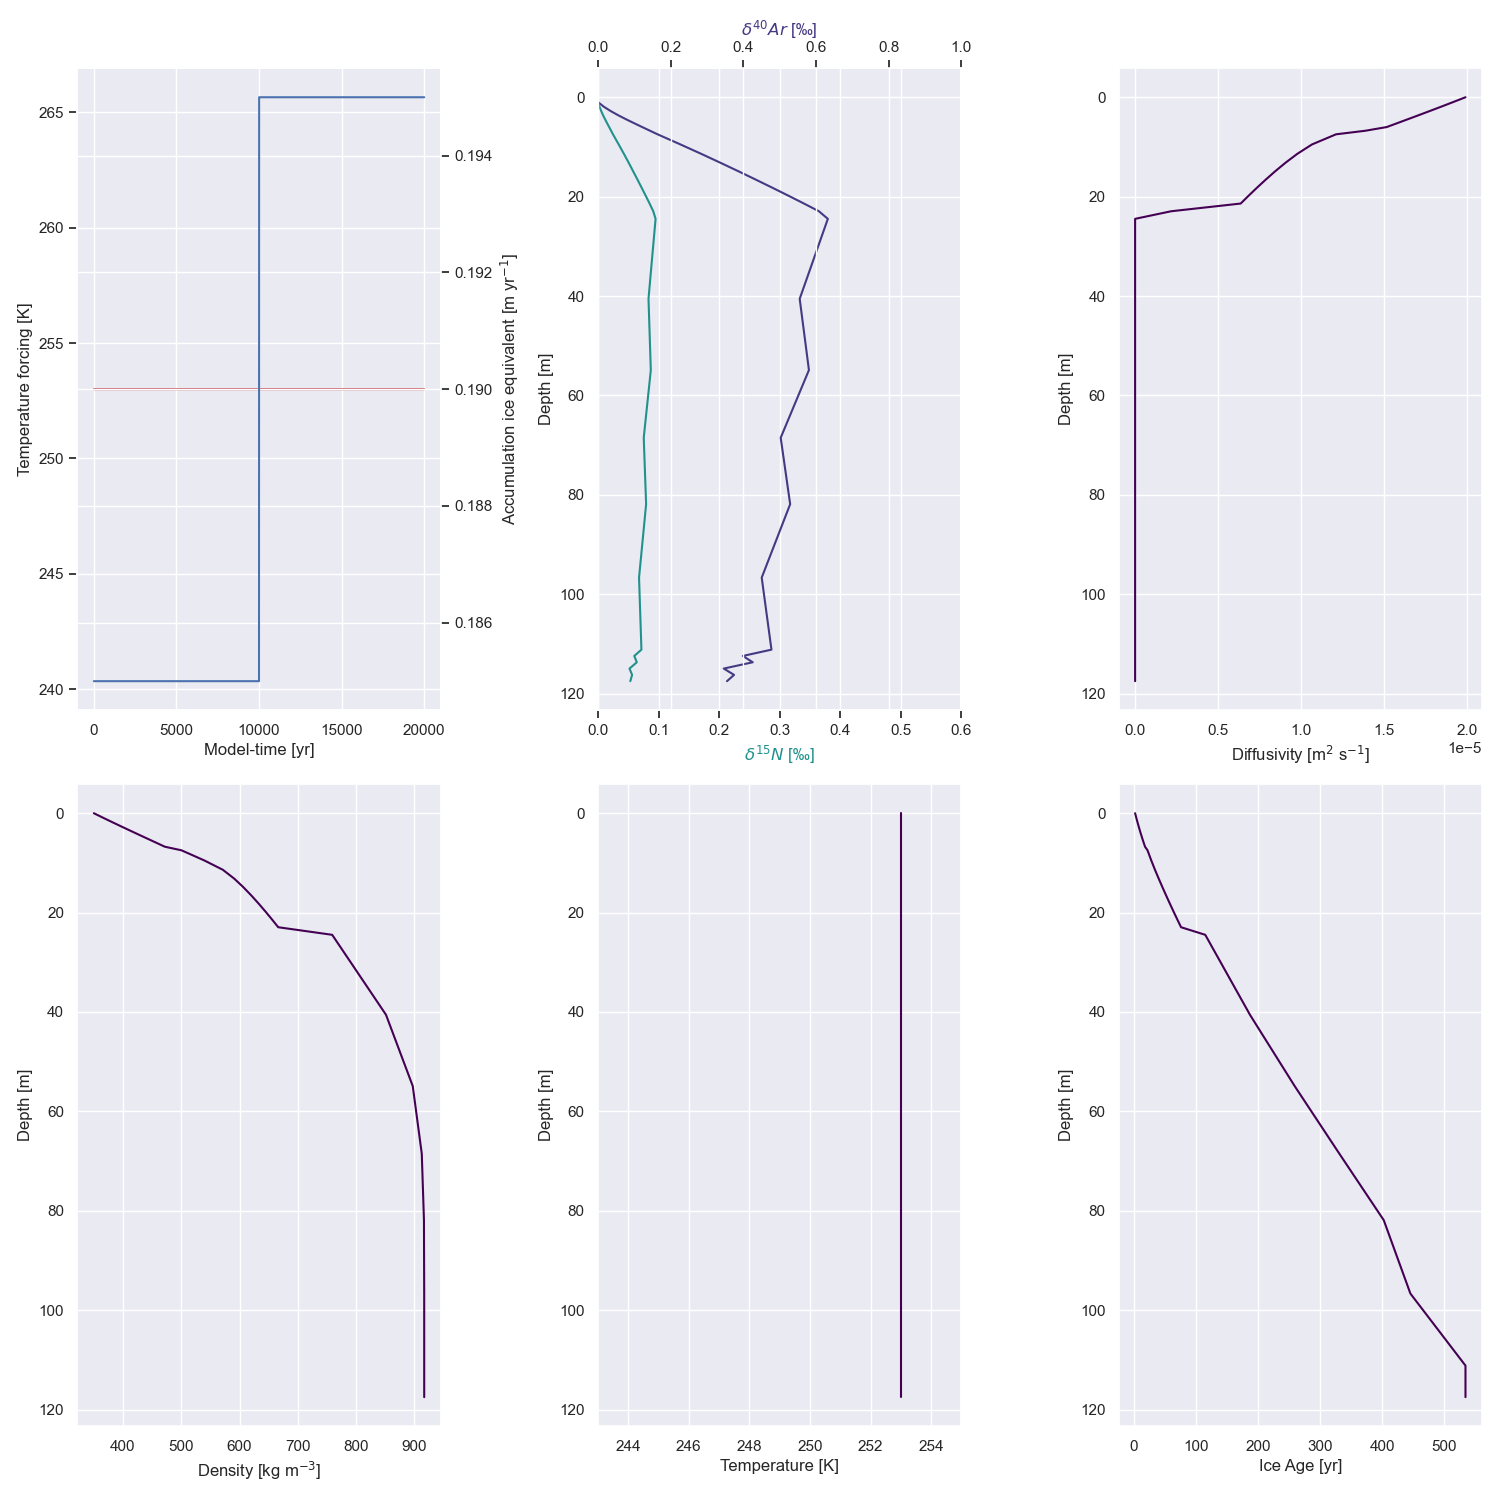 δ⁴⁰Ar [‰]
0.0 0.2 0.4 0.6 0.8 1.0
265
260
255
250
245
240
Temperature forcing [K]
0 5000 10000 15000 20000
Model-time [yr]
0.194
0.192
0.190
0.188
0.186
Accumulation ice equivalent [m yr⁻¹]
0
20
40
60
80
100
120
Depth [m]
0.0 0.1 0.2 0.3 0.4 0.5 0.6
δ¹⁵N [‰]
0
20
40
60
80
100
120
Depth [m]
0.0 0.5 1.0 1.5 2.0
1e−5
Diffusivity [m² s⁻¹]
0
20
40
60
80
100
120
Depth [m]
400 500 600 700 800 900
Density [kg m⁻³]
0
20
40
60
80
100
120
Depth [m]
244 246 248 250 252 254
Temperature [K]
0
20
40
60
80
100
120
Depth [m]
0 100 200 300 400 500
Ice Age [yr]